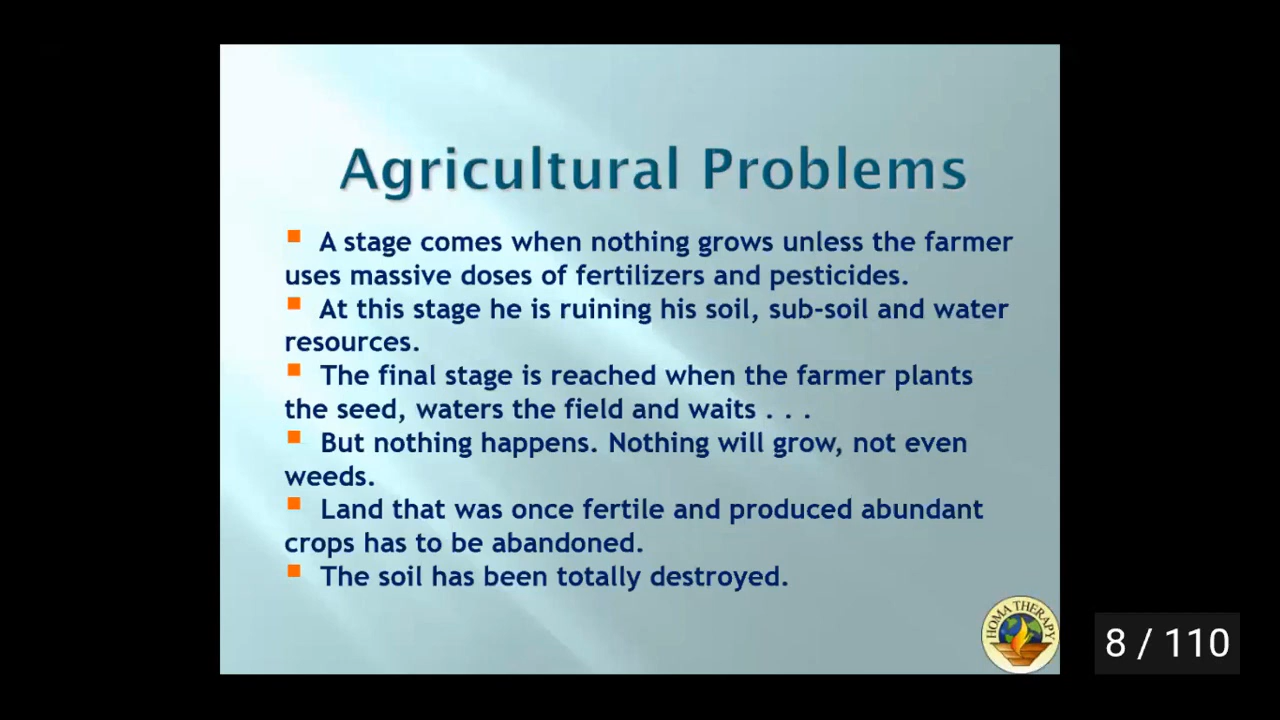 Agricultural Problems
A stage comes when nothing grows unless the farmer
uses massive doses of fertilizers and pesticides.
At this stage he is ruining his soil, sub-soil and water
resources.
The final stage is reached when the farmer plants
the seed, waters the field and waits . . .
But nothing happens. Nothing will grow, not even
weeds.
Land that was once fertile and produced abundant
crops has to be abandoned.
The soil has been totally destroyed.
HOMA THERAPY
8 / 110